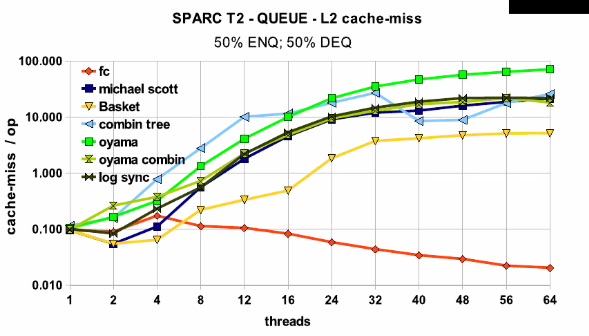 SPARC T2 - QUEUE - L2 cache-miss
50% ENQ; 50% DEQ
cache-miss / op
100.000
10.000
1.000
0.100
0.010
fc
michael scott
Basket
combin tree
oyama
oyama combin
log sync
1 2 4 8 12 16 24 32 40 48 56 64
threads